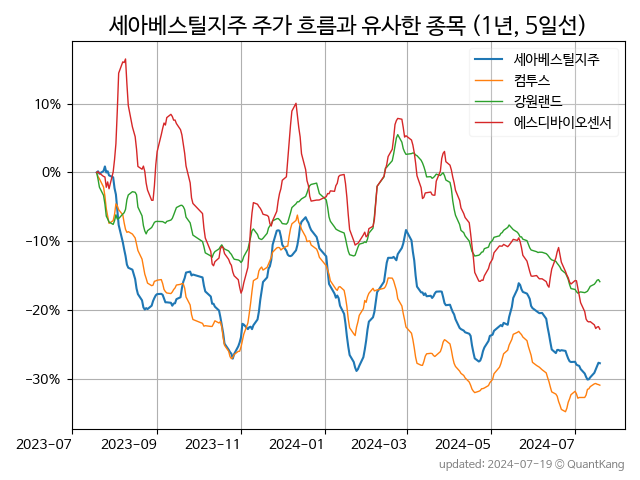 세아베스틸지주 주가 흐름과 유사한 종목 (1년, 5일선)
세아베스틸지주
컴투스
강원랜드
에스디바이오센서
10%
0%
−10%
−20%
−30%
2023-07 2023-09 2023-11 2024-01 2024-03 2024-05 2024-07
updated: 2024-07-19 © QuantKang